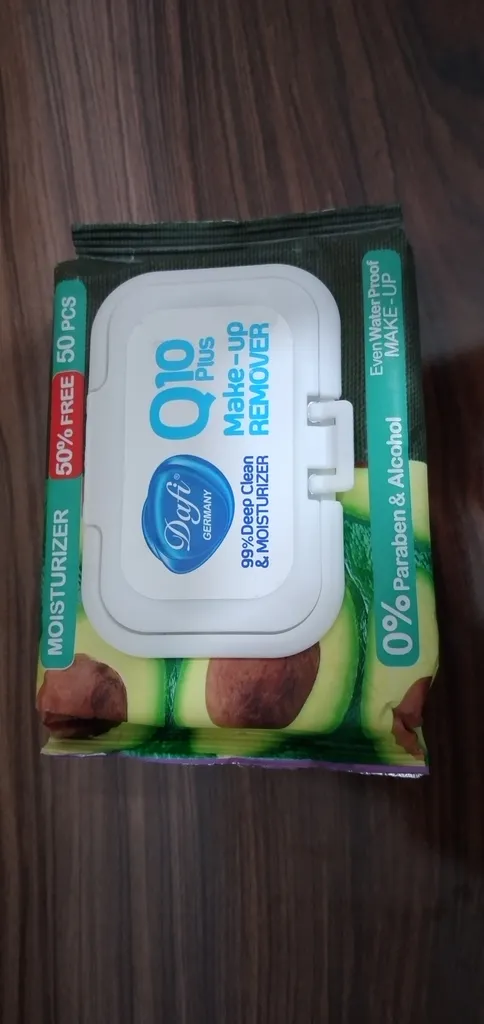 MOISTURIZER 50% FREE 50 PCS
Dafi®
GERMANY
Q10
Plus
Make-up
REMOVER
99% Deep Clean
& MOISTURIZER
0% Paraben & Alcohol
Even Water Proof
MAKE-UP